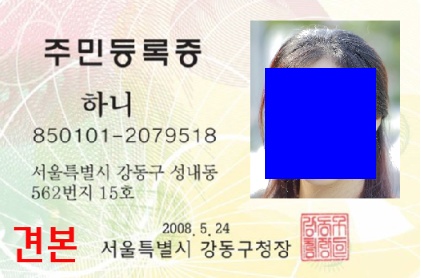 주민등록증
하니
850101-2079518
서울특별시 강동구 성내동
562번지 15호
2008.5.24
서울특별시 강동구청장
견본